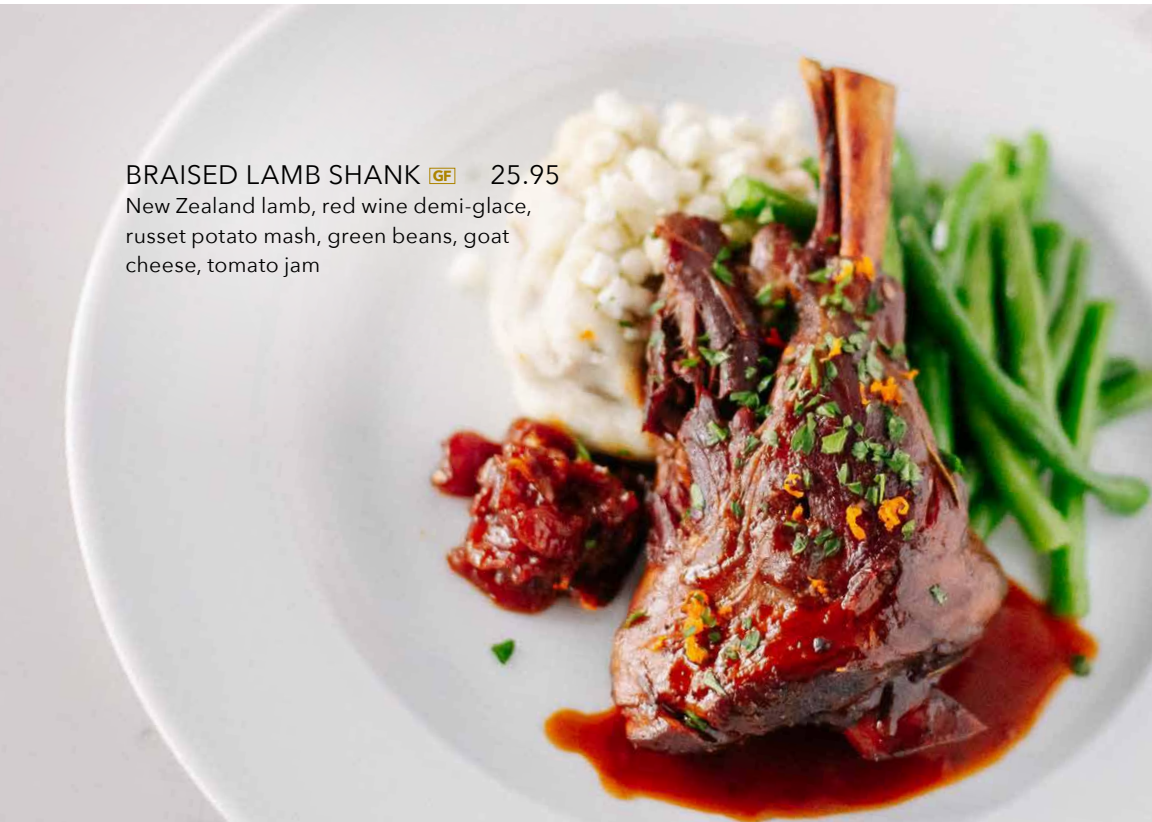 BRAISED LAMB SHANK GF 25.95
New Zealand lamb, red wine demi-glace,
russet potato mash, green beans, goat
cheese, tomato jam